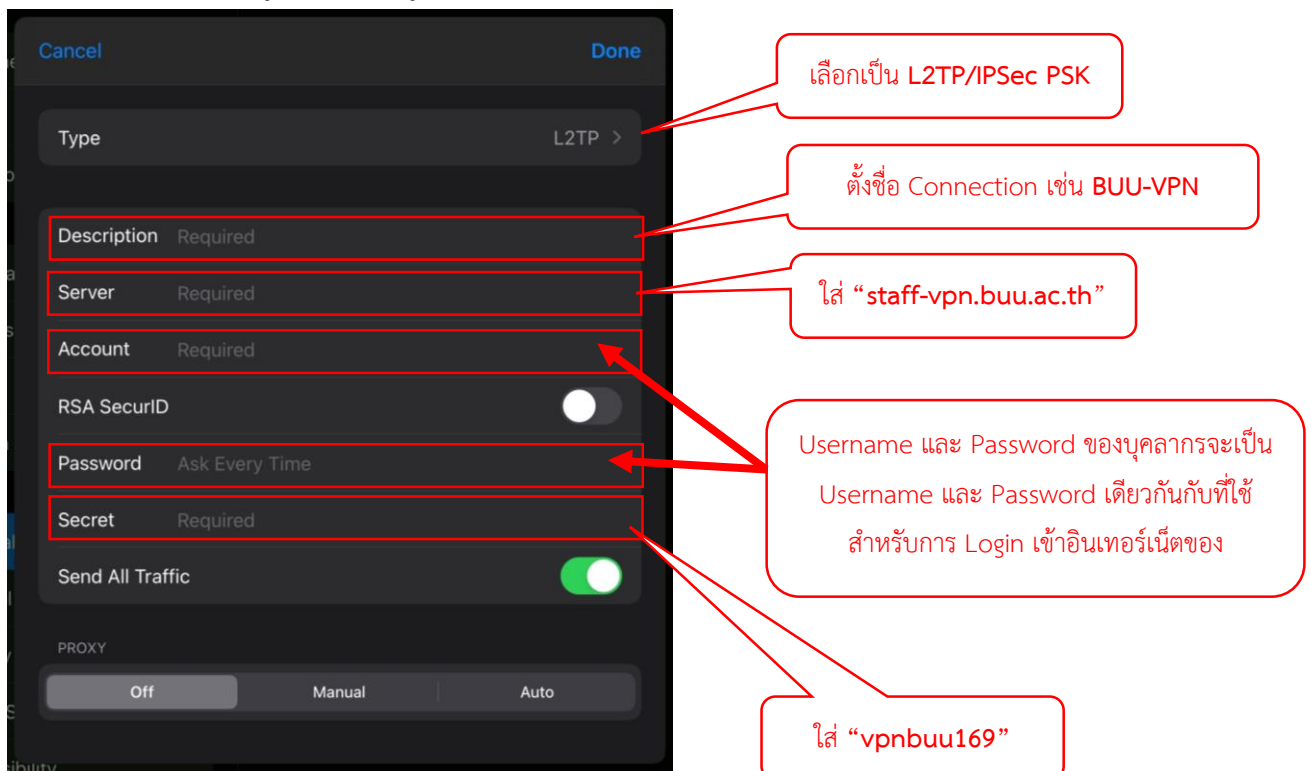 Cancel
Done
เลือกเป็น L2TP/IPSec PSK
Type
L2TP >
ตั้งชื่อ Connection เช่น BUU-VPN
Description Required
Server Required
ใส่ “staff-vpn.buu.ac.th”
Account Required
RSA SecurID
Username และ Password ของบุคลากรจะเป็น
Username และ Password เดียวกันกับที่ใช้
สำหรับการ Login เข้าอินเทอร์เน็ตของ
Password Ask Every Time
Secret Required
Send All Traffic
PROXY
Off
Manual
Auto
ใส่ “vpnbuu169”